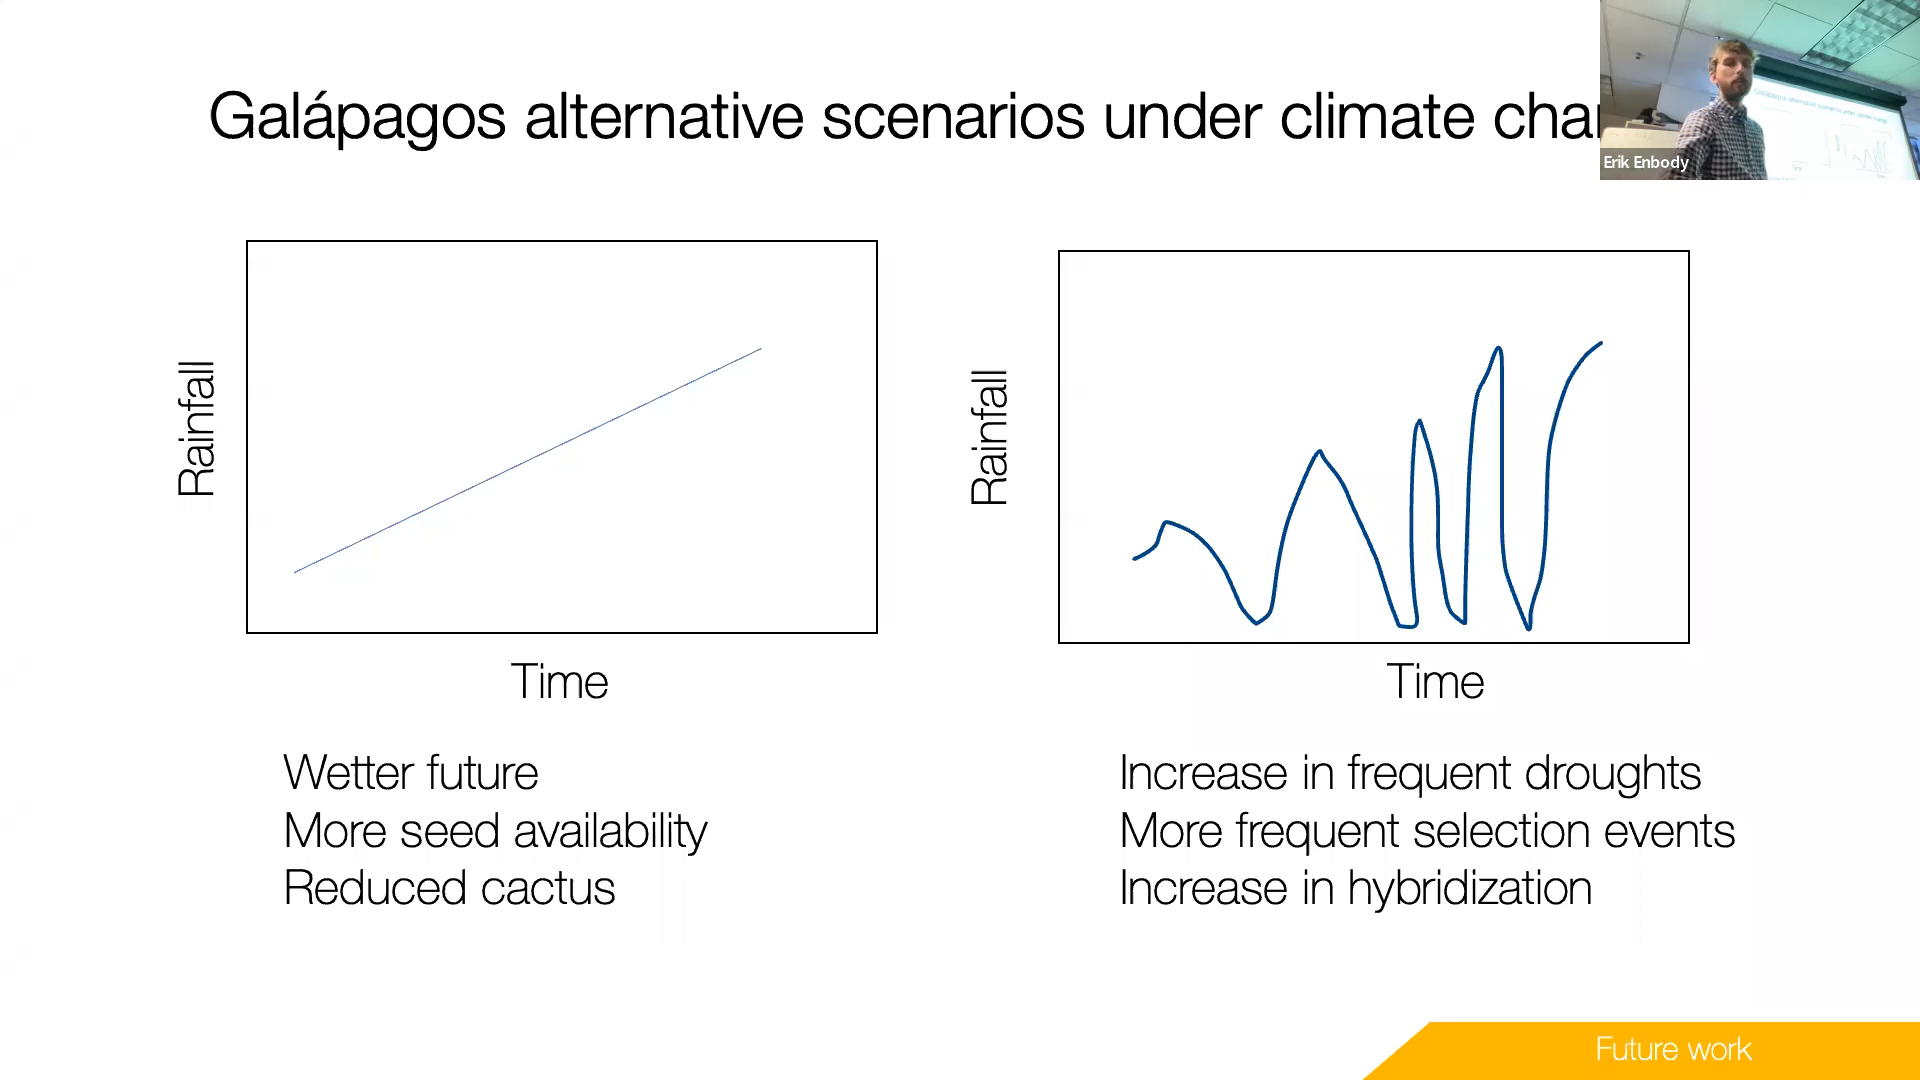 Galápagos alternative scenarios under climate
Erik Enbody
Rainfall
Time
Wetter future
More seed availability
Reduced cactus
Rainfall
Time
Increase in frequent droughts
More frequent selection events
Increase in hybridization
Future work